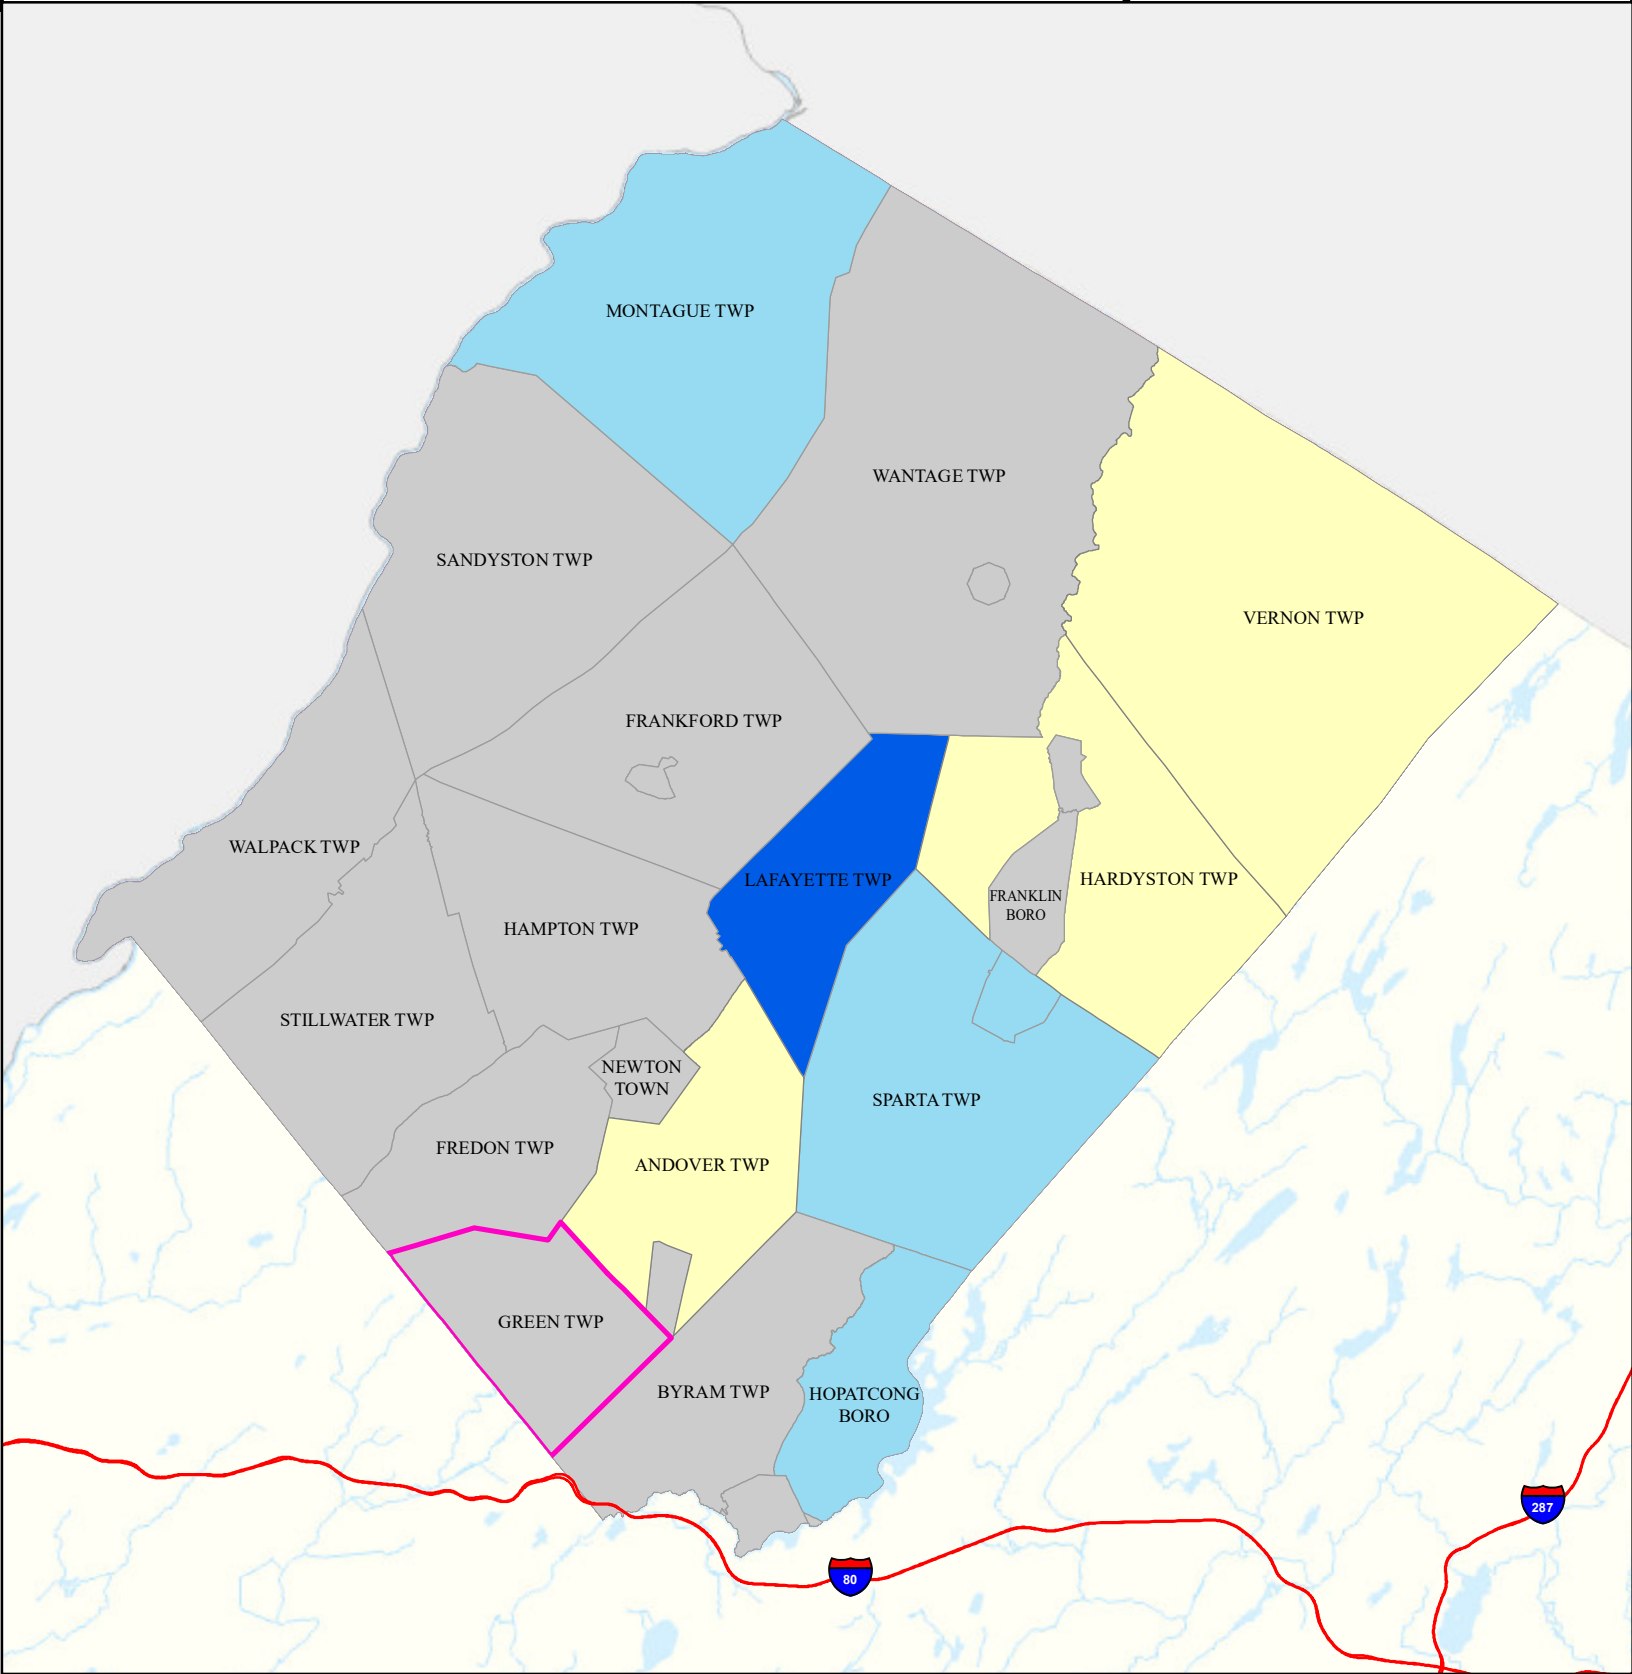 MONTAGUE TWP
WANTAGE TWP
SANDYSTON TWP
VERNON TWP
FRANKFORD TWP
WALPACK TWP
LAFAYETTE TWP
HARDYSTON TWP
FRANKLIN
BORO
HAMPTON TWP
STILLWATER TWP
NEWTON
TOWN
SPARTA TWP
FREDON TWP
ANDOVER TWP
GREEN TWP
BYRAM TWP
HOPATCONG
BORO
287
80